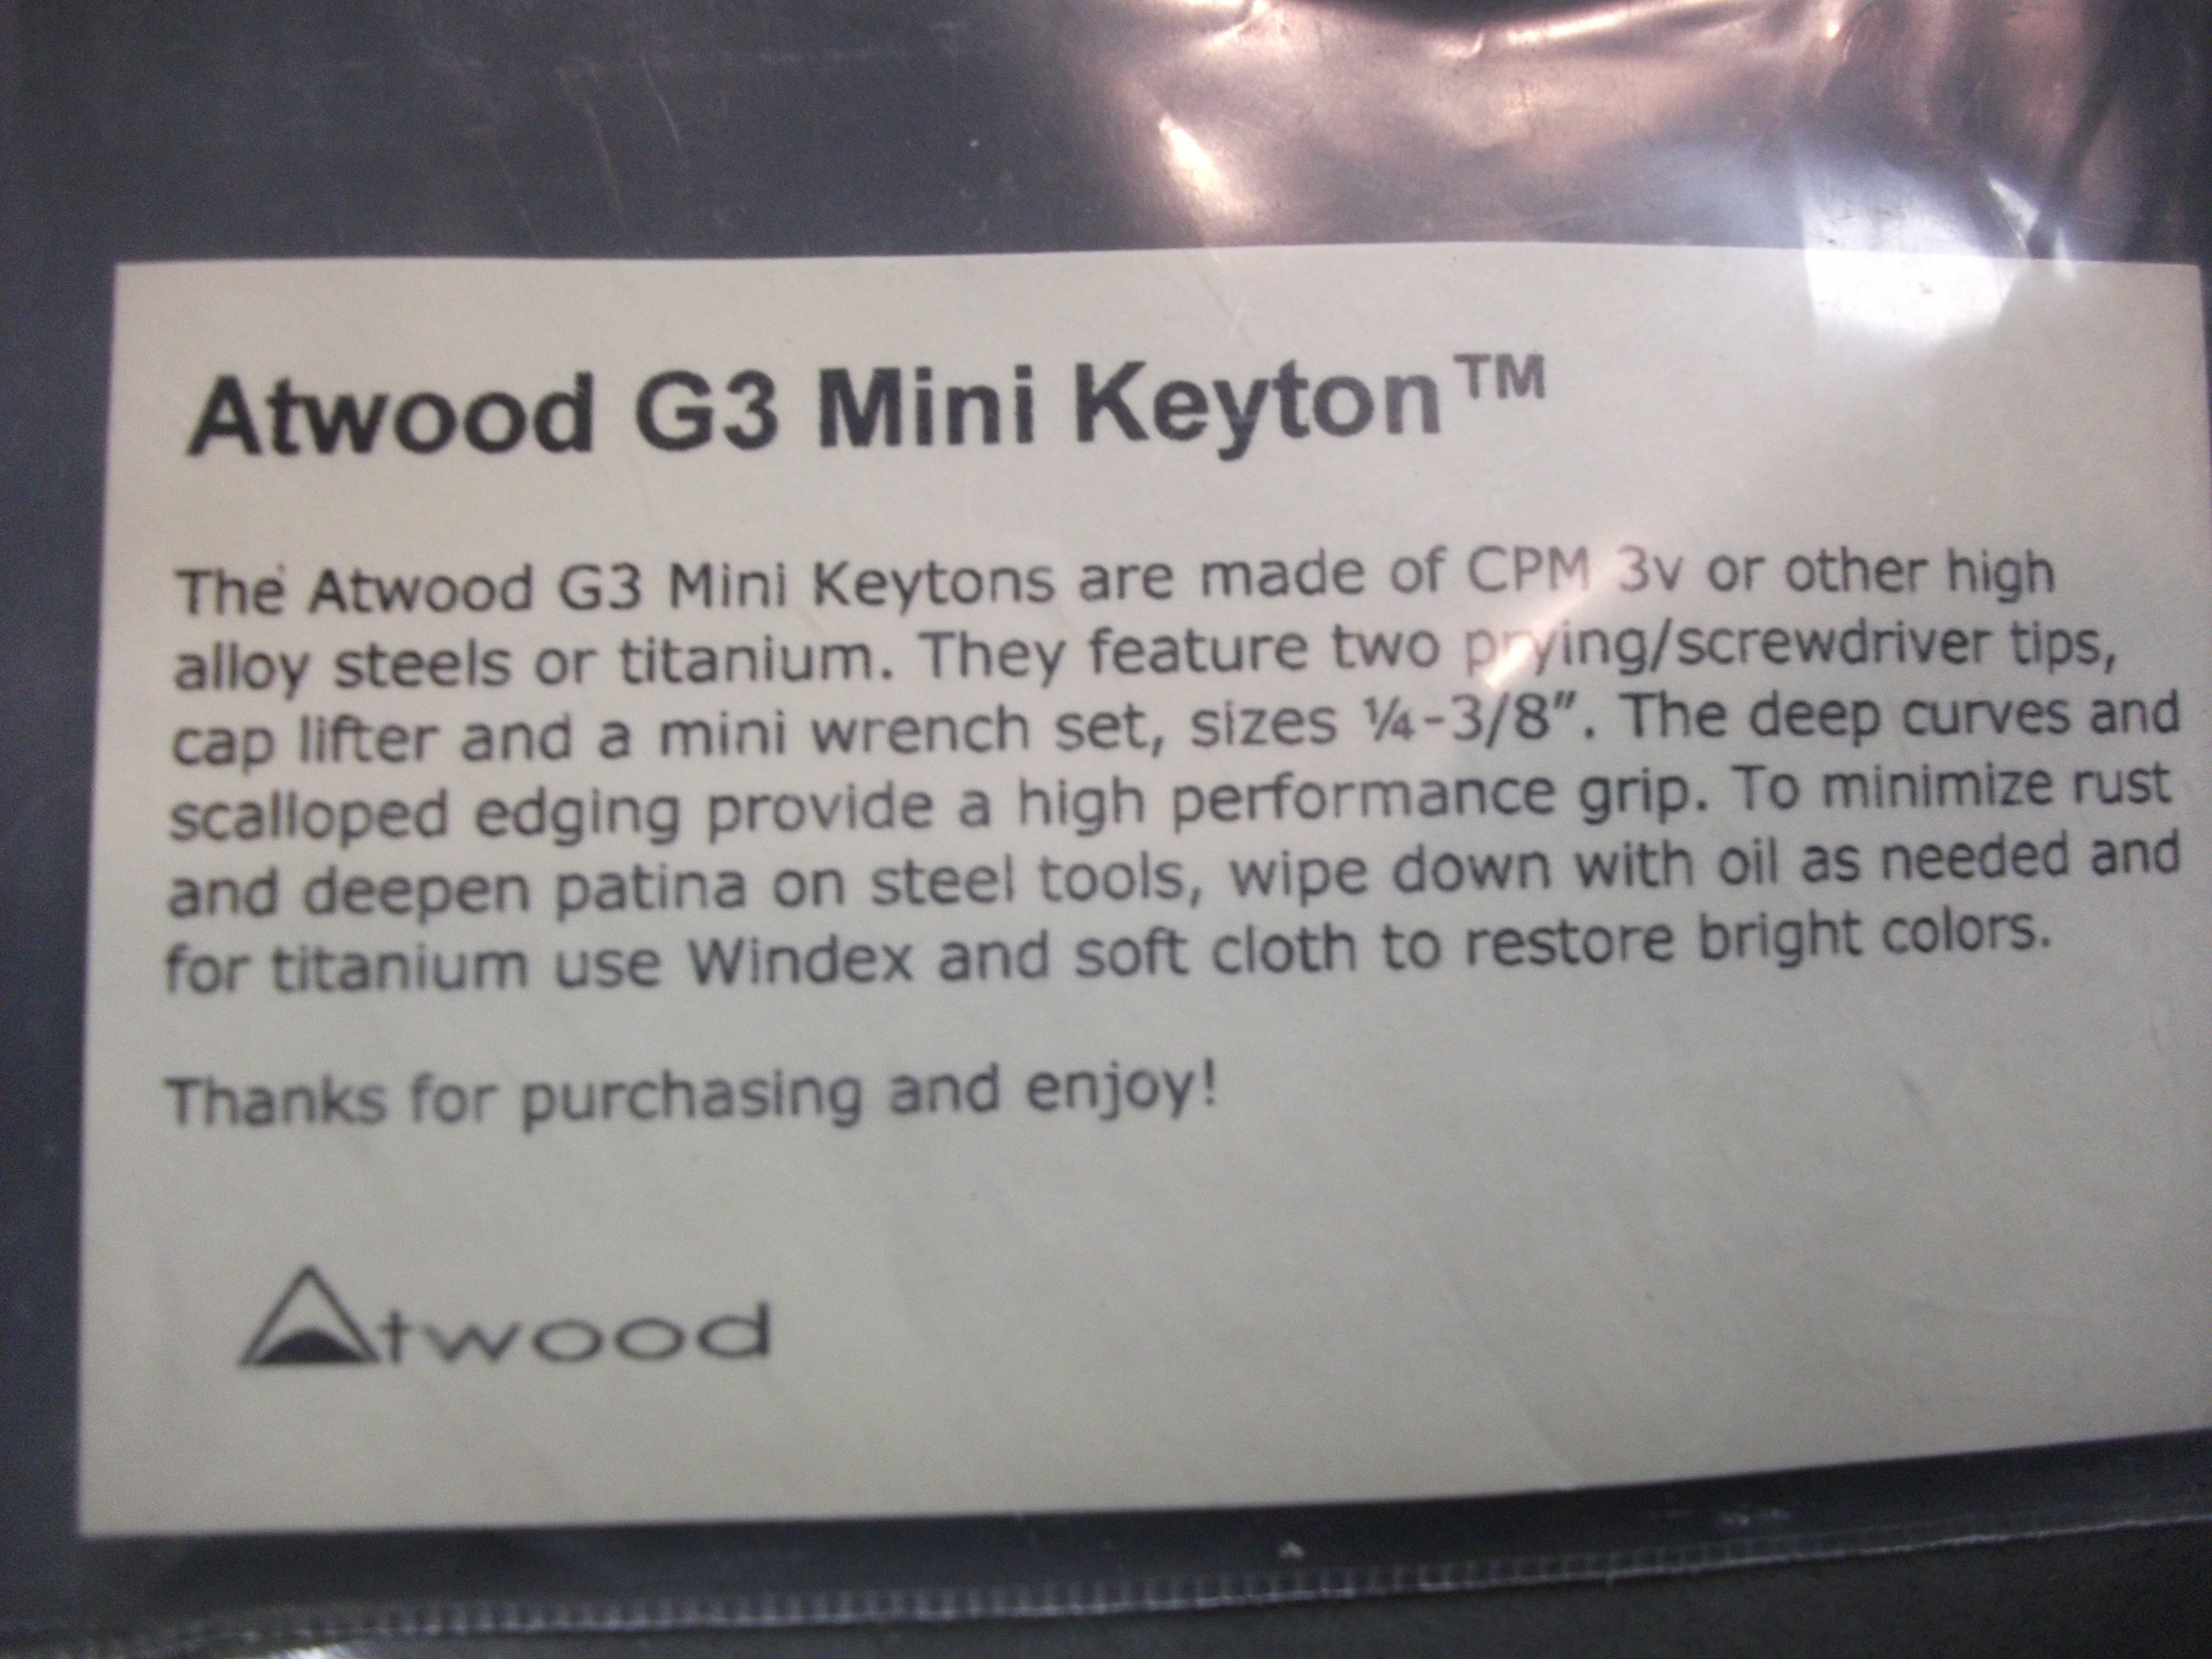 Atwood G3 Mini Keyton™
The Atwood G3 Mini Keytons are made of CPM 3v or other high
alloy steels or titanium. They feature two prying/screwdriver tips,
cap lifter and a mini wrench set, sizes ¼-3/8”. The deep curves and
scalloped edging provide a high performance grip. To minimize rust
and deepen patina on steel tools, wipe down with oil as needed and
for titanium use Windex and soft cloth to restore bright colors.
Thanks for purchasing and enjoy!
Atwood